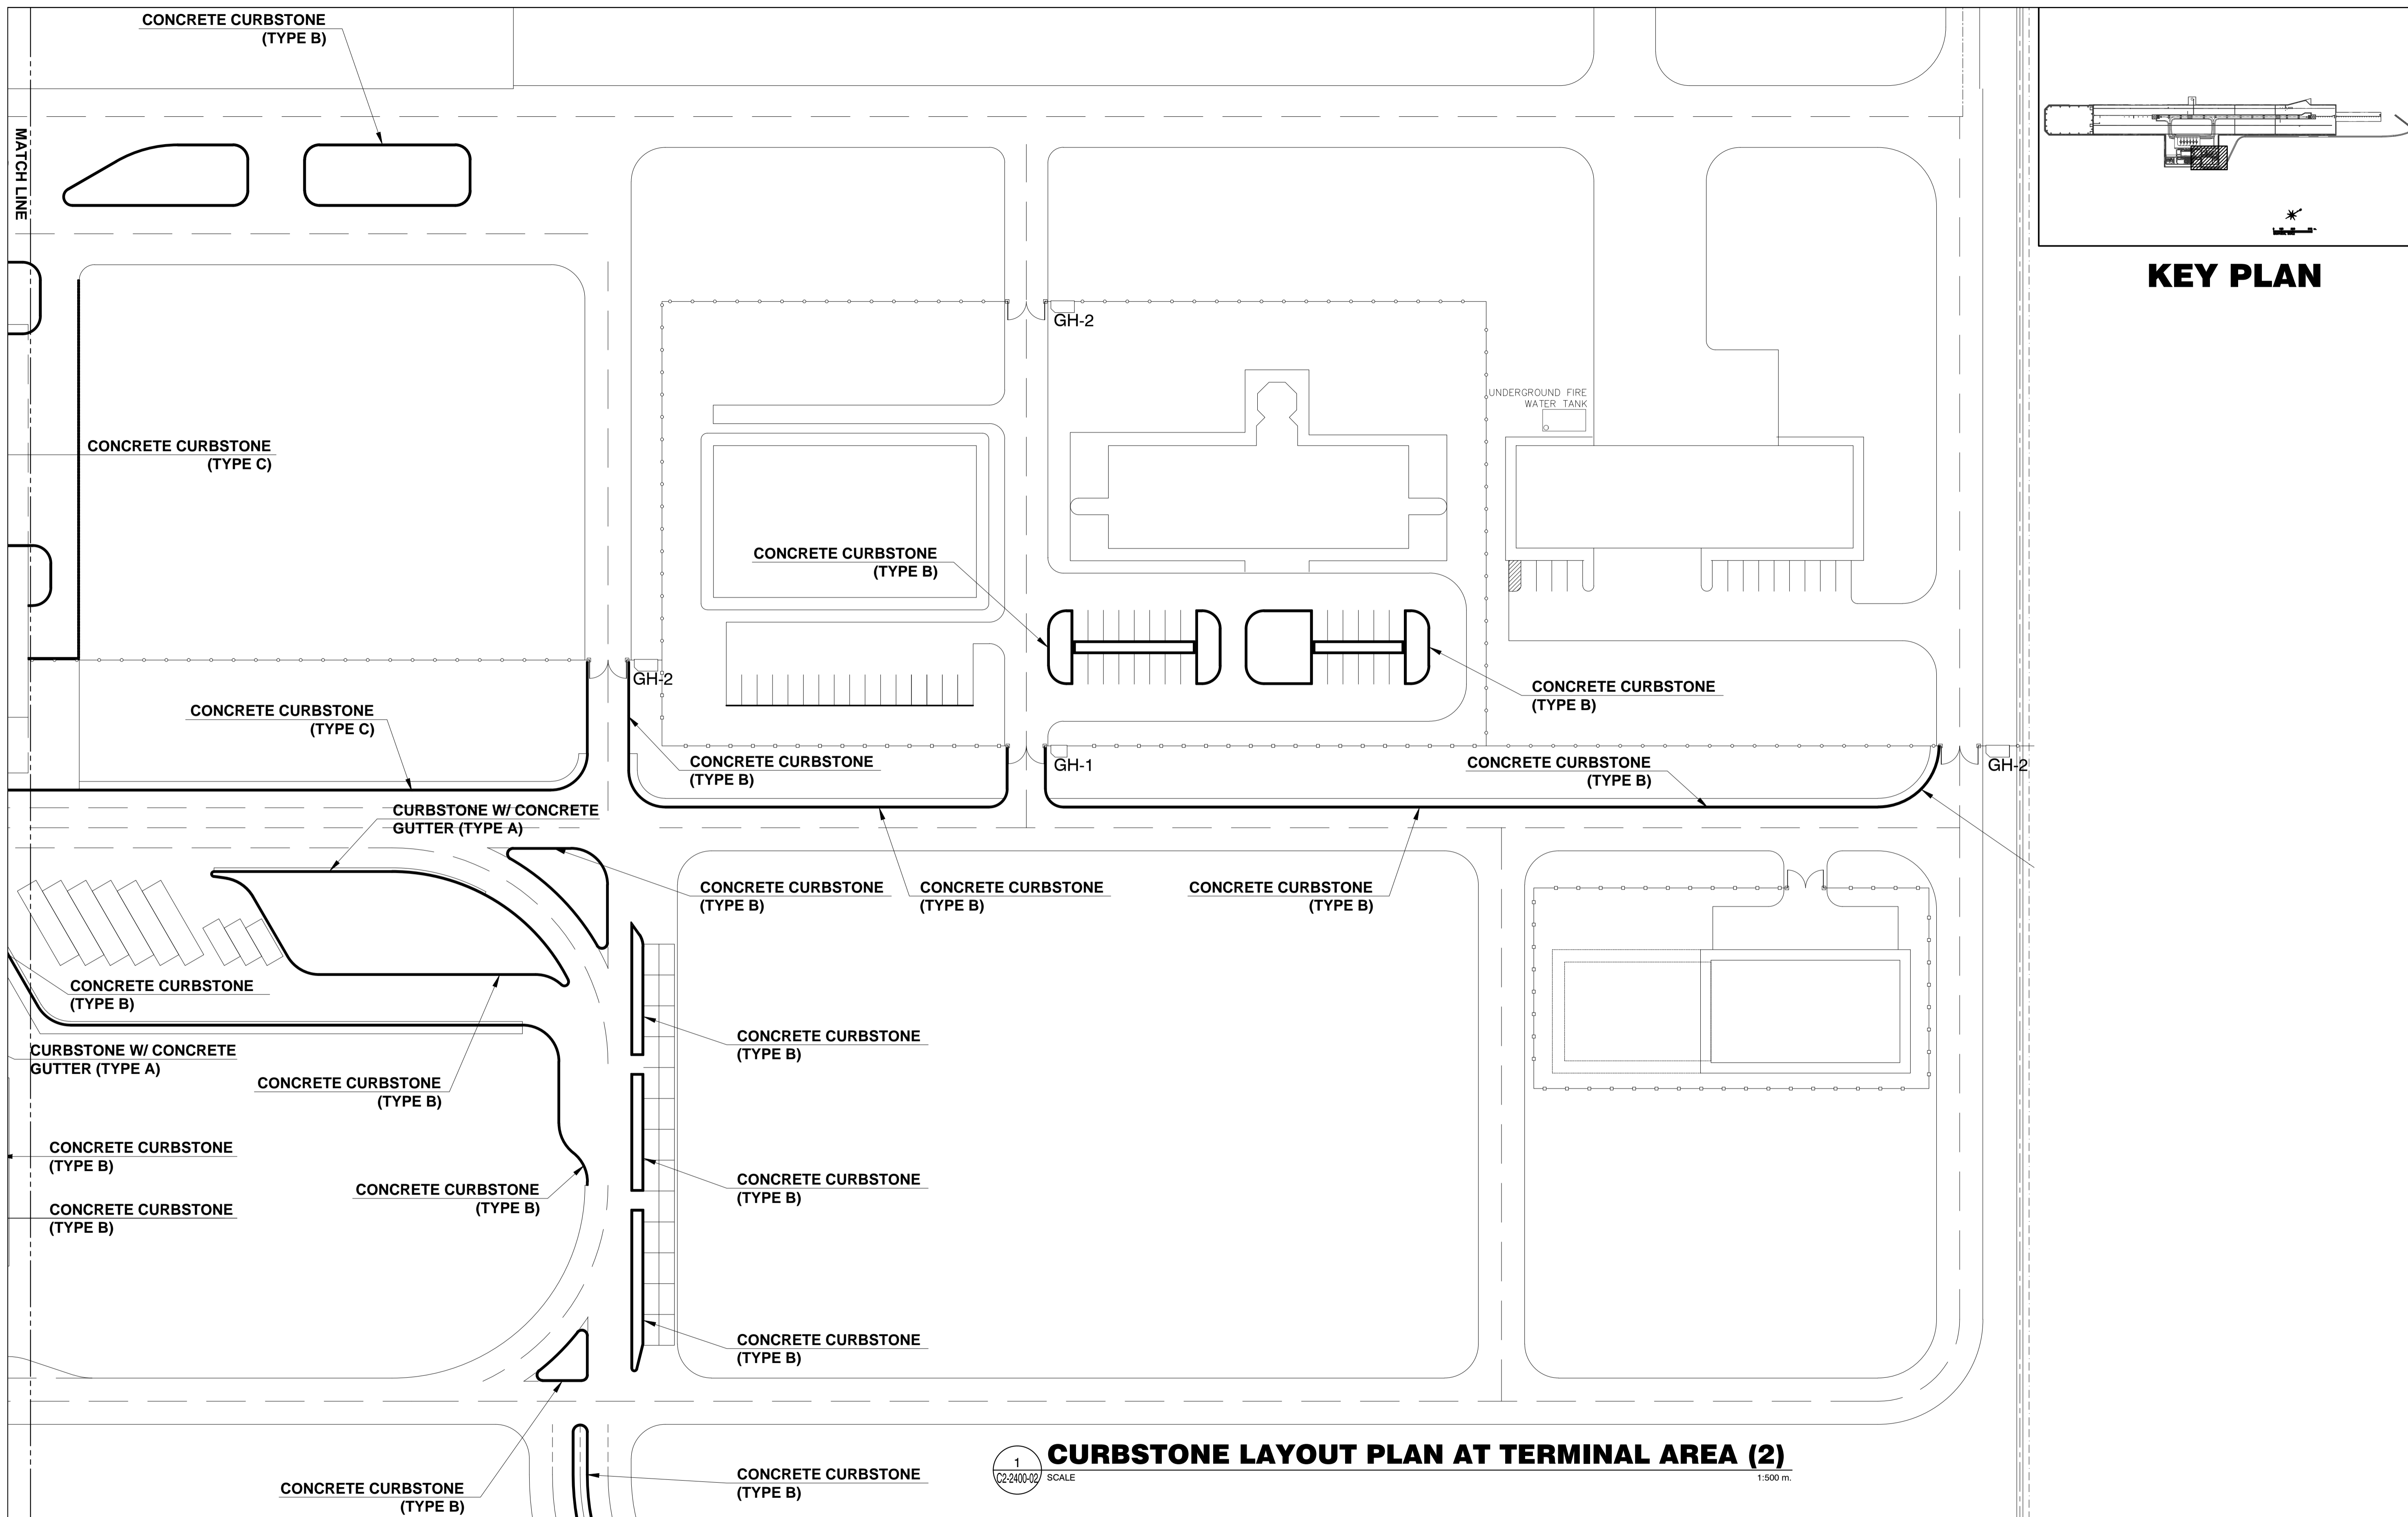 CONCRETE CURBSTONE
(TYPE B)
MATCH LINE
KEY PLAN
GH-2
UNDERGROUND FIRE
WATER TANK
CONCRETE CURBSTONE
(TYPE C)
CONCRETE CURBSTONE
(TYPE B)
GH-2
CONCRETE CURBSTONE
(TYPE B)
CONCRETE CURBSTONE
(TYPE C)
CONCRETE CURBSTONE
(TYPE B)
GH-1
CONCRETE CURBSTONE
(TYPE B)
GH-2
CURBSTONE W/ CONCRETE
GUTTER (TYPE A)
CONCRETE CURBSTONE
(TYPE B)
CONCRETE CURBSTONE
(TYPE B)
CONCRETE CURBSTONE
(TYPE B)
CONCRETE CURBSTONE
(TYPE B)
CONCRETE CURBSTONE
(TYPE B)
CURBSTONE W/ CONCRETE
GUTTER (TYPE A)
CONCRETE CURBSTONE
(TYPE B)
CONCRETE CURBSTONE
(TYPE B)
CONCRETE CURBSTONE
(TYPE B)
CONCRETE CURBSTONE
(TYPE B)
CONCRETE CURBSTONE
(TYPE B)
CONCRETE CURBSTONE
(TYPE B)
1
C2-2400-02
CURBSTONE LAYOUT PLAN AT TERMINAL AREA (2)
SCALE
1:500 m.
CONCRETE CURBSTONE
(TYPE B)
CONCRETE CURBSTONE
(TYPE B)